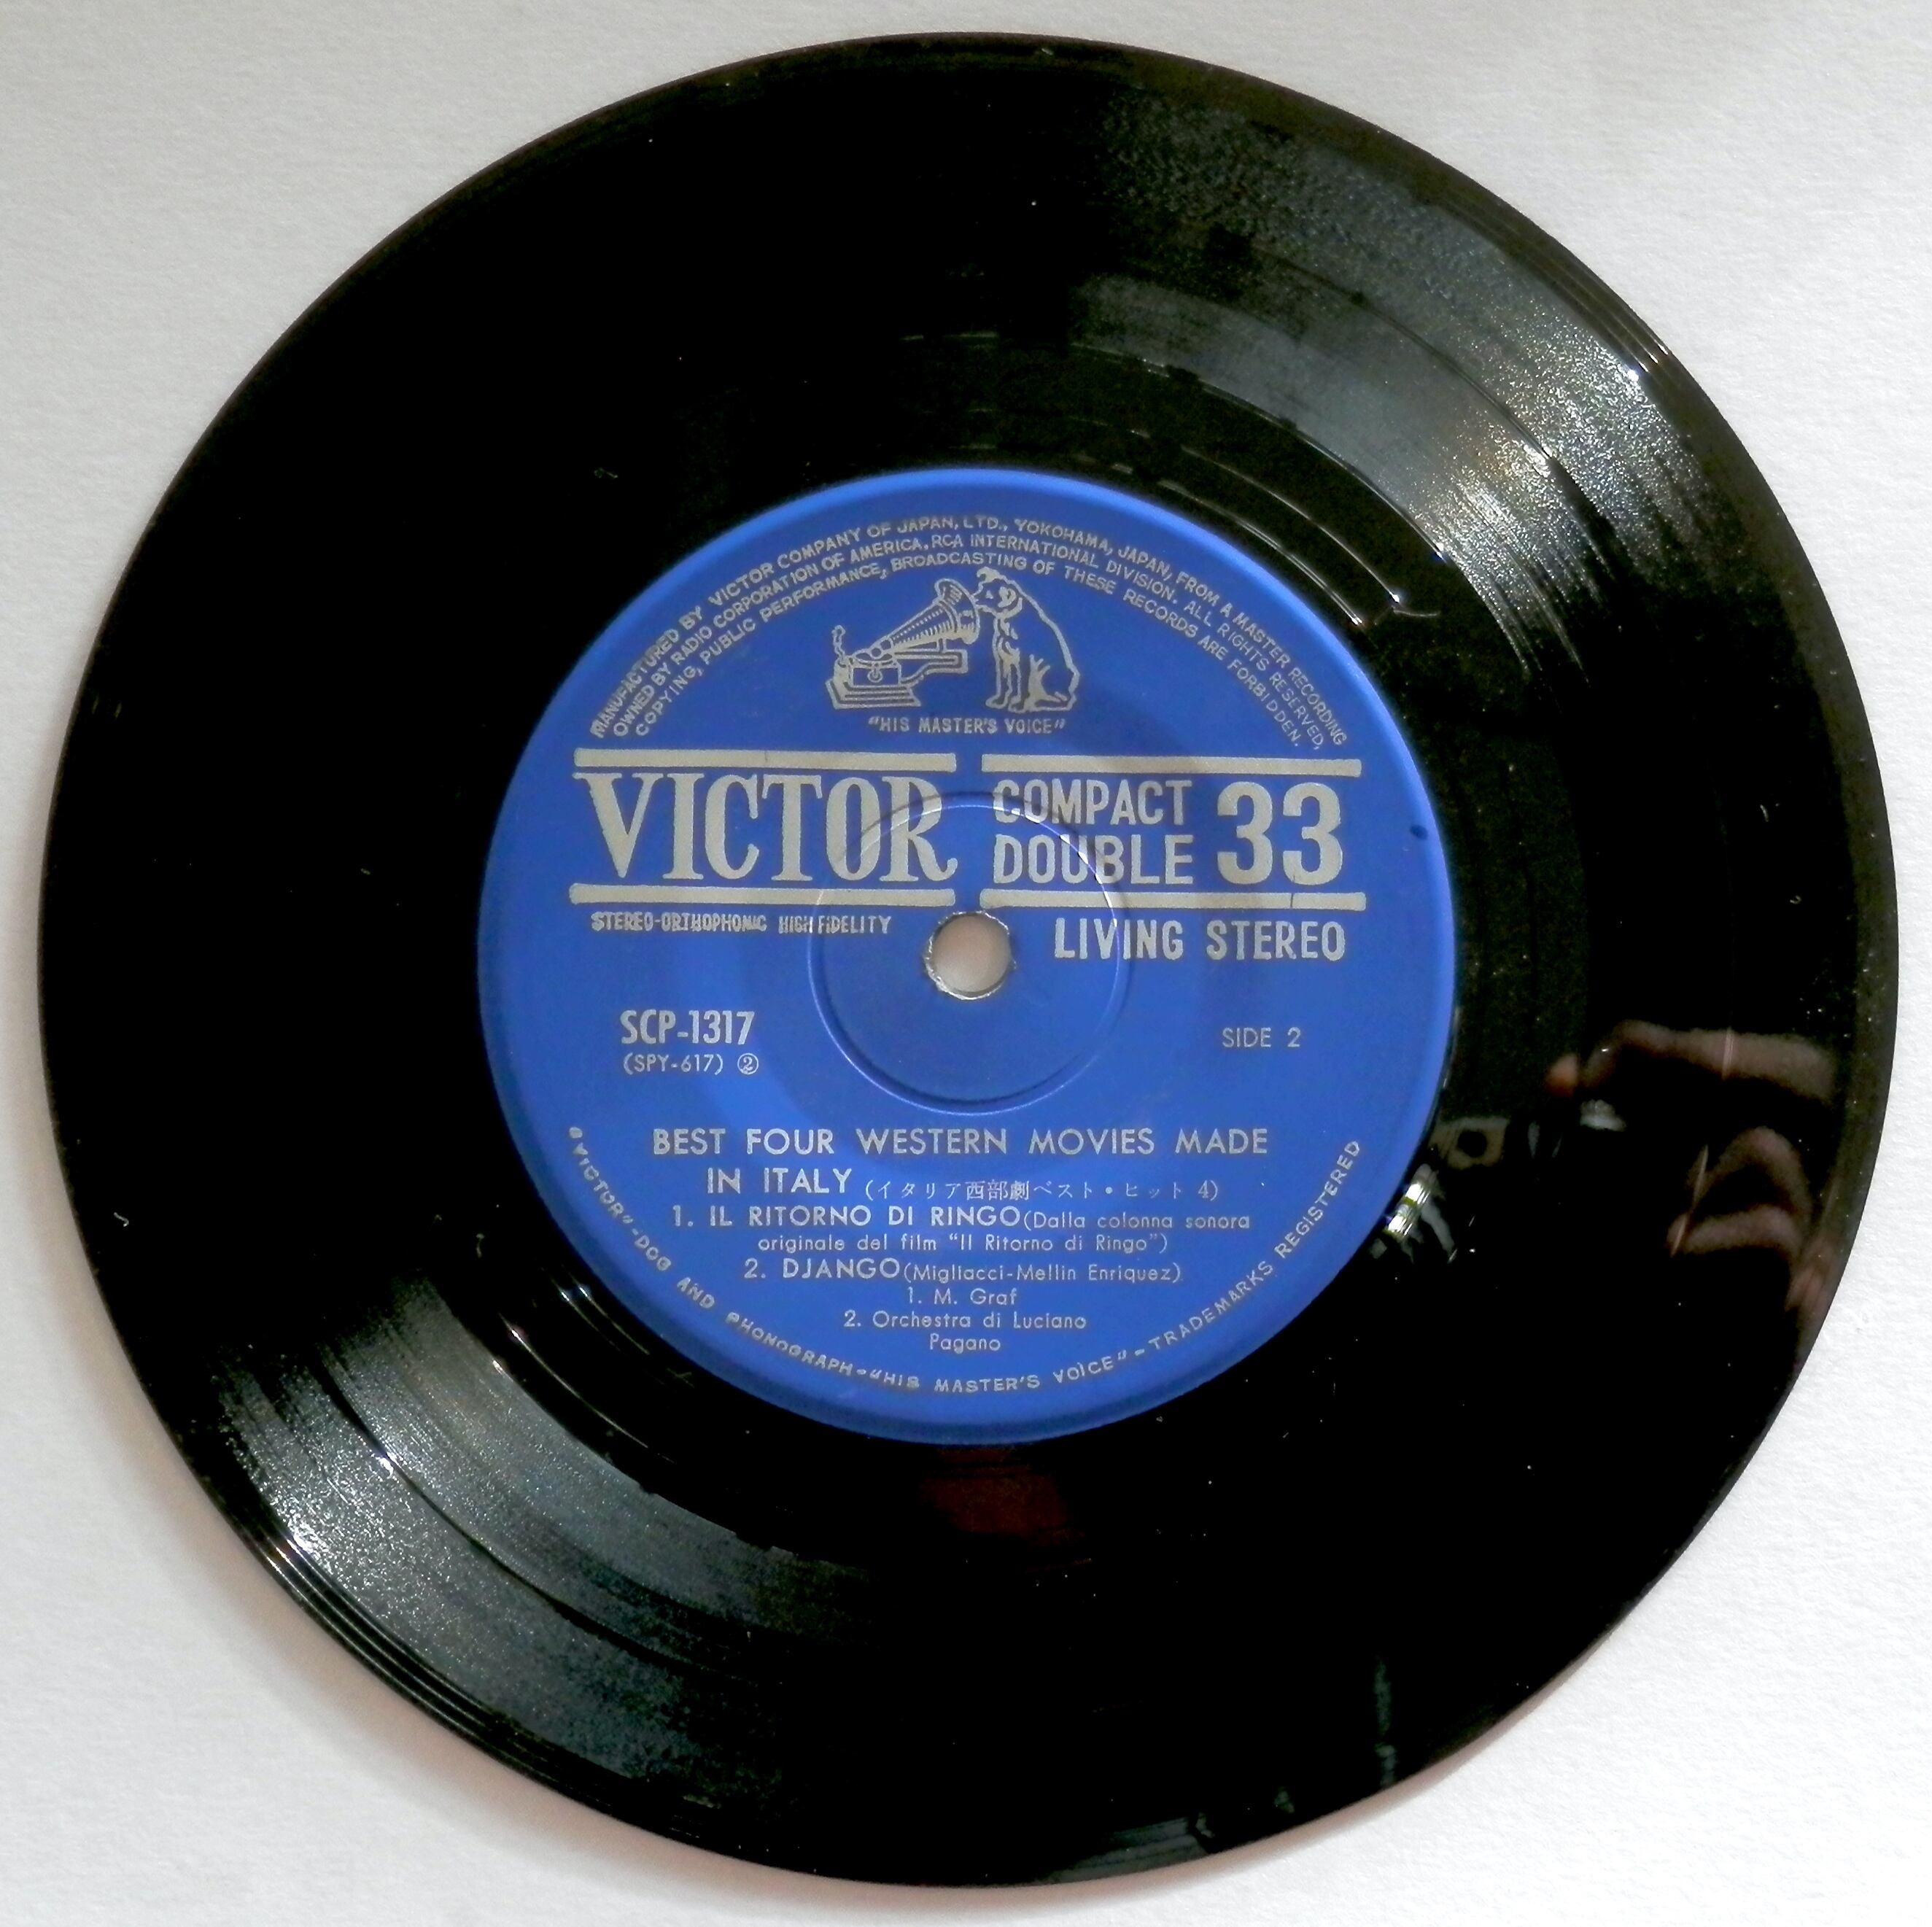 MANUFACTURED BY VICTOR COMPANY OF JAPAN, LTD., YOKOHAMA, JAPAN, FROM A MASTER RECORDING
OWNED BY RADIO CORPORATION OF AMERICA, RCA INTERNATIONAL DIVISION. ALL RIGHTS RESERVED,
COPYING, PUBLIC PERFORMANCE, BROADCASTING OF THESE RECORDS ARE FORBIDDEN.
"HIS MASTER'S VOICE"
VICTOR
COMPACT
DOUBLE 33
STEREO-ORTHOPHONIC HIGH FIDELITY
LIVING STEREO
SCP-1317
(SPY-617) ②
SIDE 2
BEST FOUR WESTERN MOVIES MADE
IN ITALY (イタリア西部劇ベスト・ヒット 4)
1. IL RITORNO DI RINGO (Dalla colonna sonora
originale del film "Il Ritorno di Ringo")
2. DJANGO (Migliacci-Mellin Enriquez)
1. M. Graf
2. Orchestra di Luciano
Pagano
"VICTOR"-DOG AND PHONOGRAPH-"HIS MASTER'S VOICE"-TRADEMARKS REGISTERED